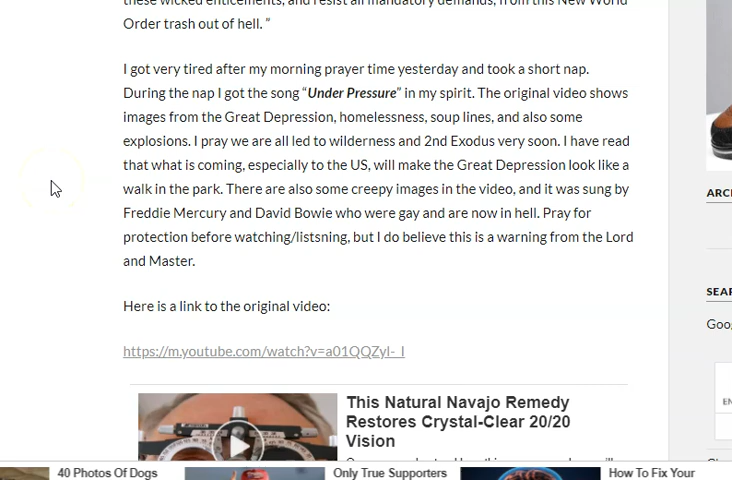 these wicked enticements, and resist all mandatory demands, from this New World
Order trash out of hell. ”
I got very tired after my morning prayer time yesterday and took a short nap.
During the nap I got the song “Under Pressure” in my spirit. The original video shows
images from the Great Depression, homelessness, soup lines, and also some
explosions. I pray we are all led to wilderness and 2nd Exodus very soon. I have read
that what is coming, especially to the US, will make the Great Depression look like a
walk in the park. There are also some creepy images in the video, and it was sung by
Freddie Mercury and David Bowie who were gay and are now in hell. Pray for
protection before watching/listsning, but I do believe this is a warning from the Lord
and Master.
Here is a link to the original video:
https://m.youtube.com/watch?v=a01QQZyl-_I
This Natural Navajo Remedy
Restores Crystal-Clear 20/20
Vision
ARC
SEAR
Goo
EN
40 Photos Of Dogs
Only True Supporters
How To Fix Your